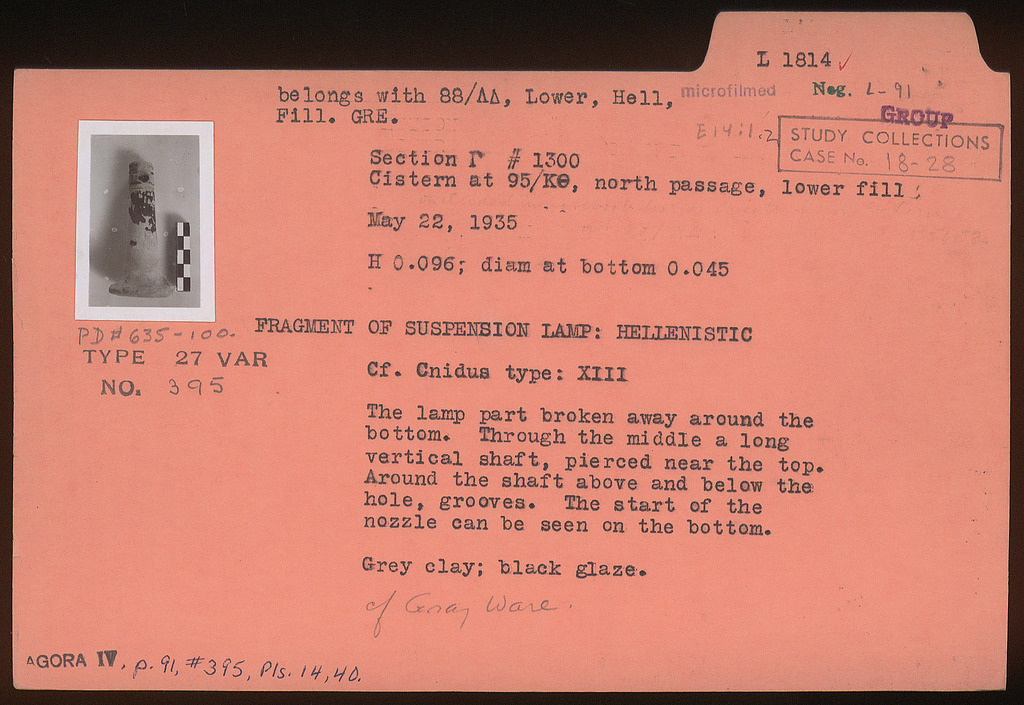 L 1814 ✓
belongs with 88/ΛΔ, Lower, Hell, microfilmed Neg. L-91
Fill. GRE.
GROUP
E14:1.2
STUDY COLLECTIONS
CASE No. 18-28
Section Γ # 1300
Cistern at 95/ΚΘ, north passage, lower fill
May 22, 1935
H 0.096; diam at bottom 0.045
PD#635-100.
FRAGMENT OF SUSPENSION LAMP: HELLENISTIC
TYPE 27 VAR
NO. 395
Cf. Cnidus type: XIII
The lamp part broken away around the
bottom. Through the middle a long
vertical shaft, pierced near the top.
Around the shaft above and below the
hole, grooves. The start of the
nozzle can be seen on the bottom.
Grey clay; black glaze.
cf Gray Ware.
AGORA IV, p. 91, #395, Pls. 14,40.